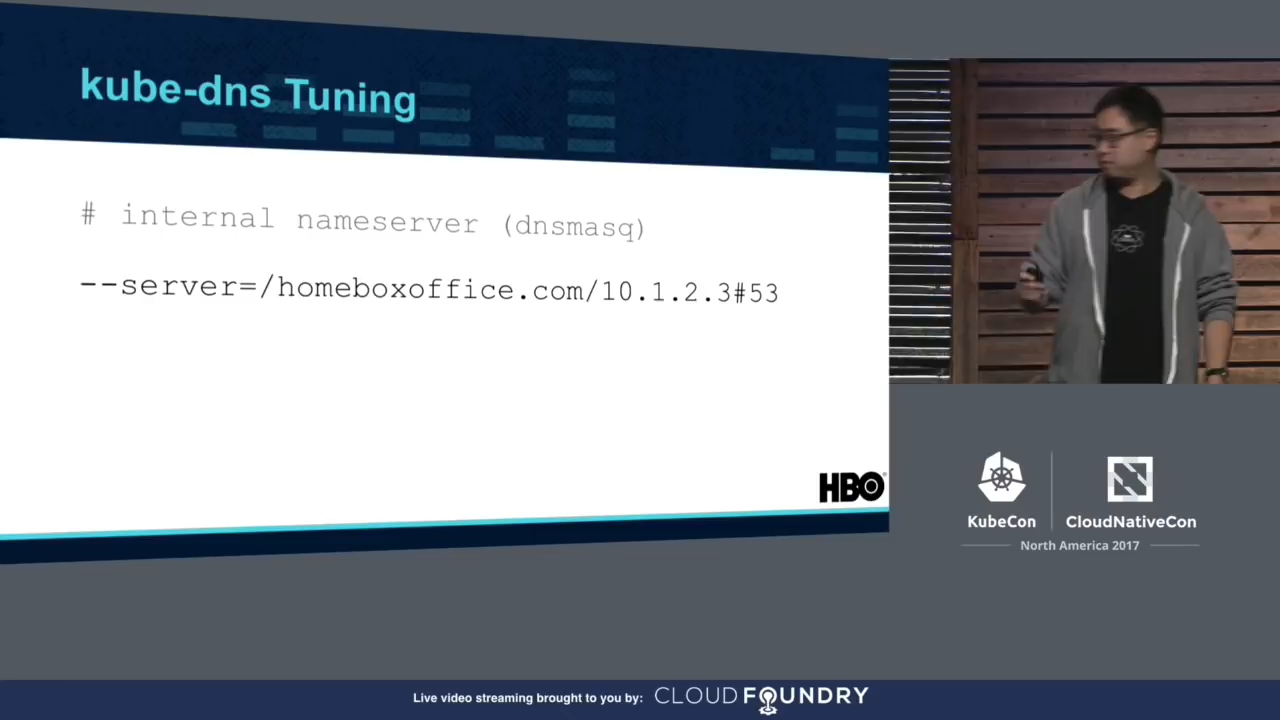 kube-dns Tuning
# internal nameserver (dnsmasq)
--server=/homeboxoffice.com/10.1.2.3#53
HBO
KubeCon
CloudNativeCon
North America 2017
Live video streaming brought to you by: CLOUD FOUNDRY